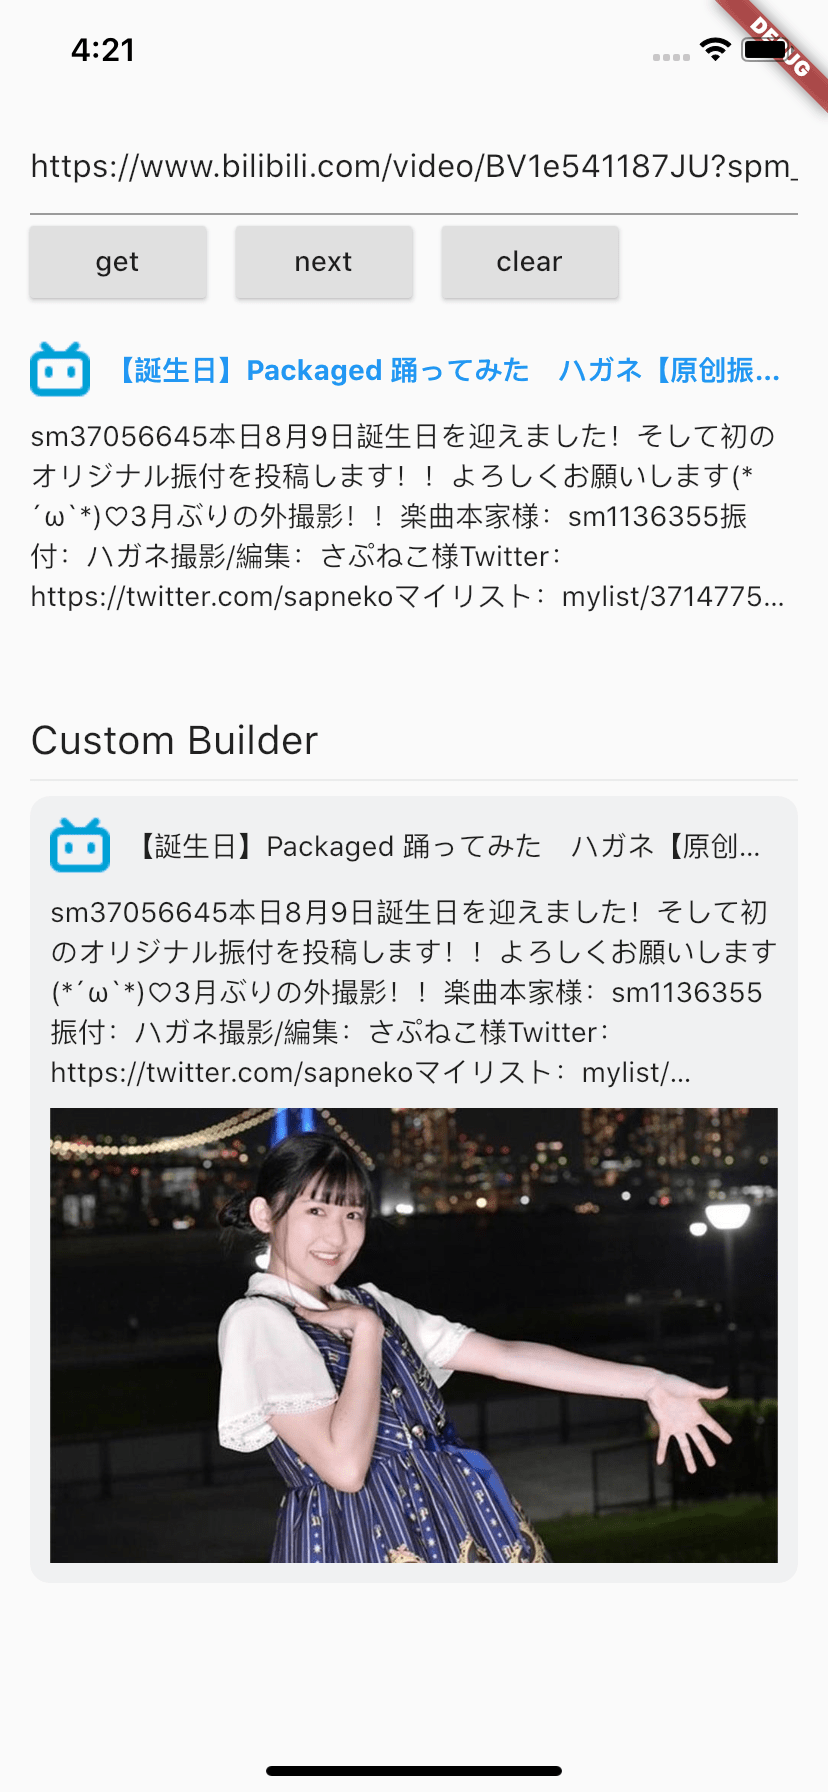 4:21
DEBUG
https://www.bilibili.com/video/BV1e541187JU?spm_
get next clear
【誕生日】Packaged 踊ってみた　ハガネ【原创振...
sm37056645本日8月9日誕生日を迎えました！そして初の
オリジナル振付を投稿します！！よろしくお願いします(*
´ω`*)♡3月ぶりの外撮影！！楽曲本家様：sm1136355振
付：ハガネ撮影/編集：さぷねこ様Twitter：
https://twitter.com/sapnekoマイリスト：mylist/3714775...
Custom Builder
【誕生日】Packaged 踊ってみた　ハガネ【原创...
sm37056645本日8月9日誕生日を迎えました！そして初
のオリジナル振付を投稿します！！よろしくお願いします
(*´ω`*)♡3月ぶりの外撮影！！楽曲本家様：sm1136355
振付：ハガネ撮影/編集：さぷねこ様Twitter：
https://twitter.com/sapnekoマイリスト：mylist/...